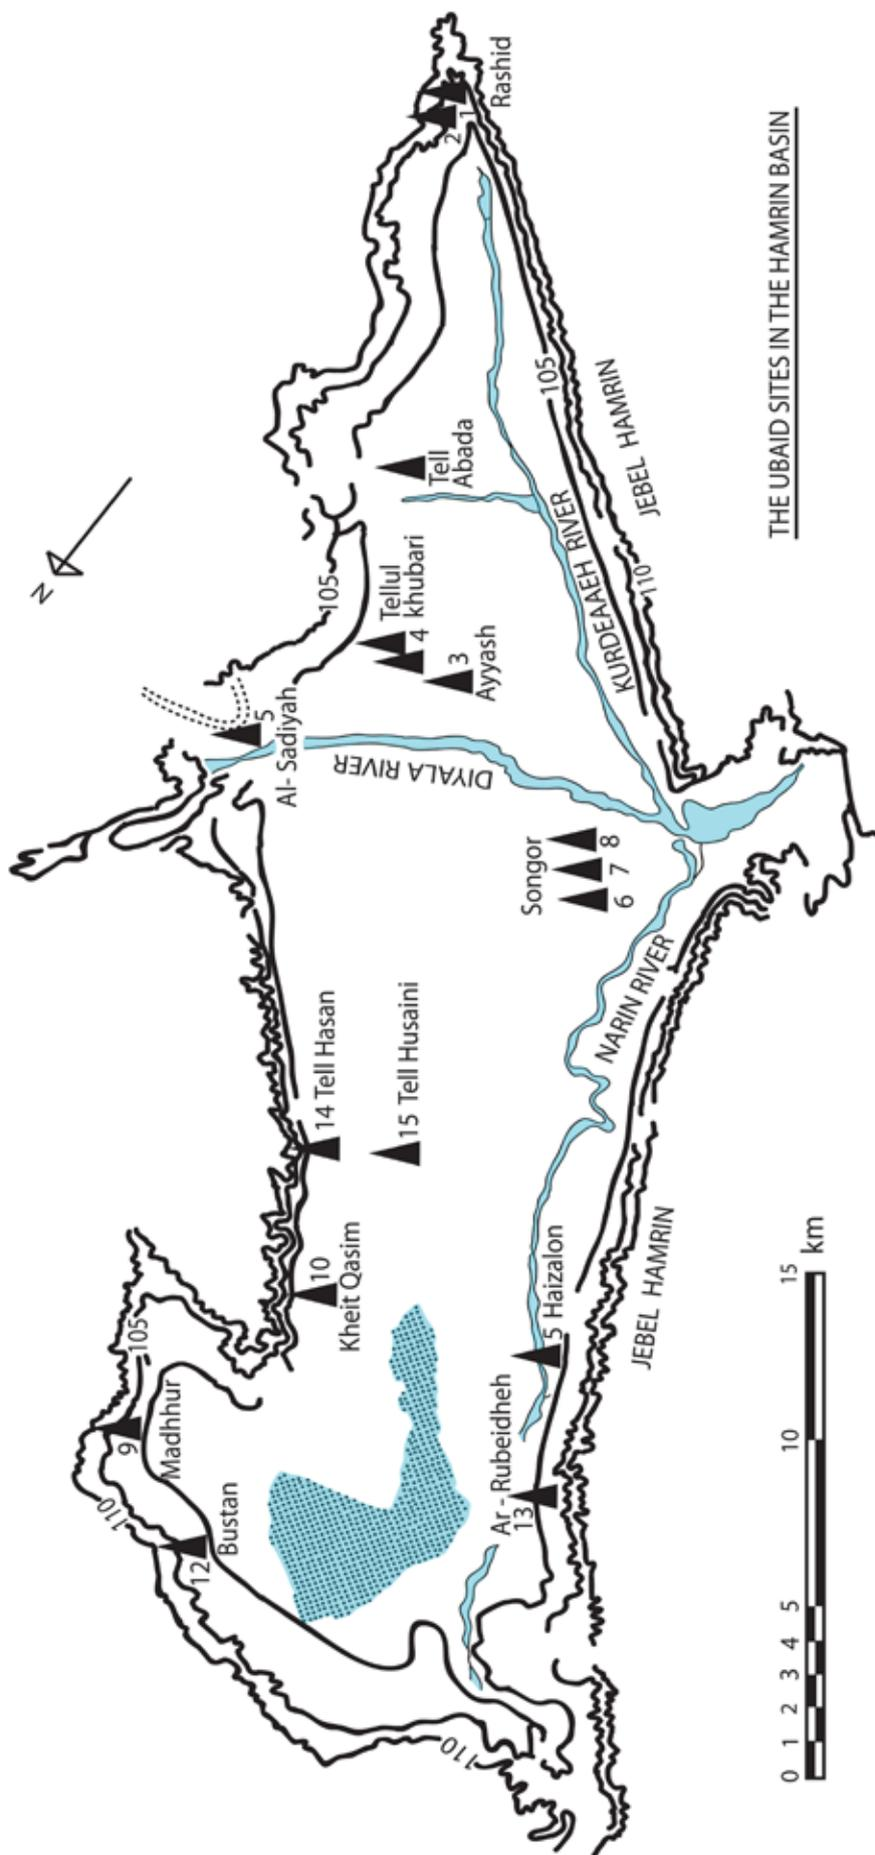 THE UBAID SITES IN THE HAMRIN BASIN
N
110
9
Madhhur
105
12
Bustan
110
10
Kheit Qasim
14 Tell Hasan
15 Tell Husaini
5
Al- Sadiyah
DIYALA RIVER
105
Tellul
khubari
4
3
Ayyash
Tell
Abada
2
1
Rashid
Songor
6
7
8
KURDEAAEH RIVER
105
110
JEBEL HAMRIN
NARIN RIVER
Ar - Rubeidheh
13
5 Haizalon
JEBEL HAMRIN
0 1 2 3 4 5 10 15
km